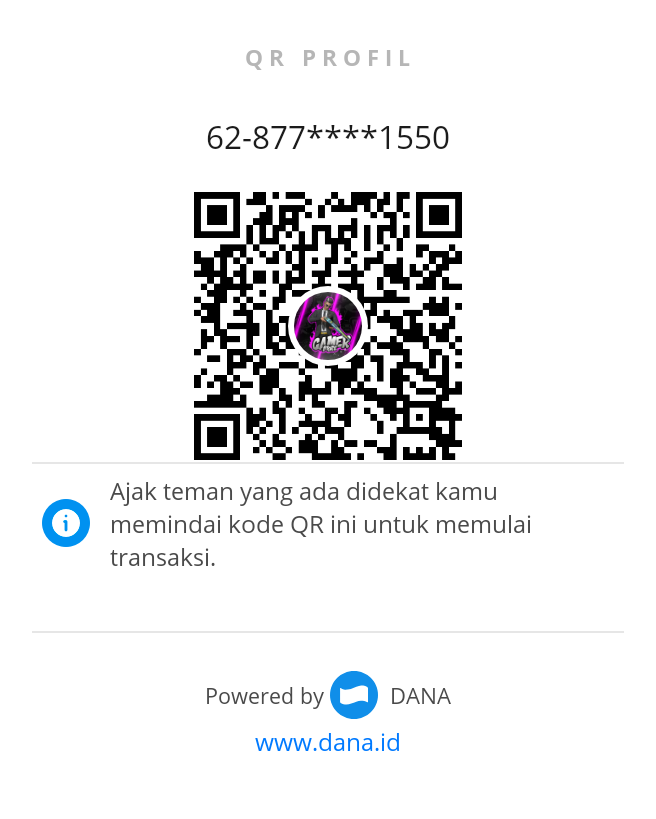 QR PROFIL
62-877****1550
GAMER
Ajak teman yang ada didekat kamu
memindai kode QR ini untuk memulai
transaksi.
Powered by DANA
www.dana.id